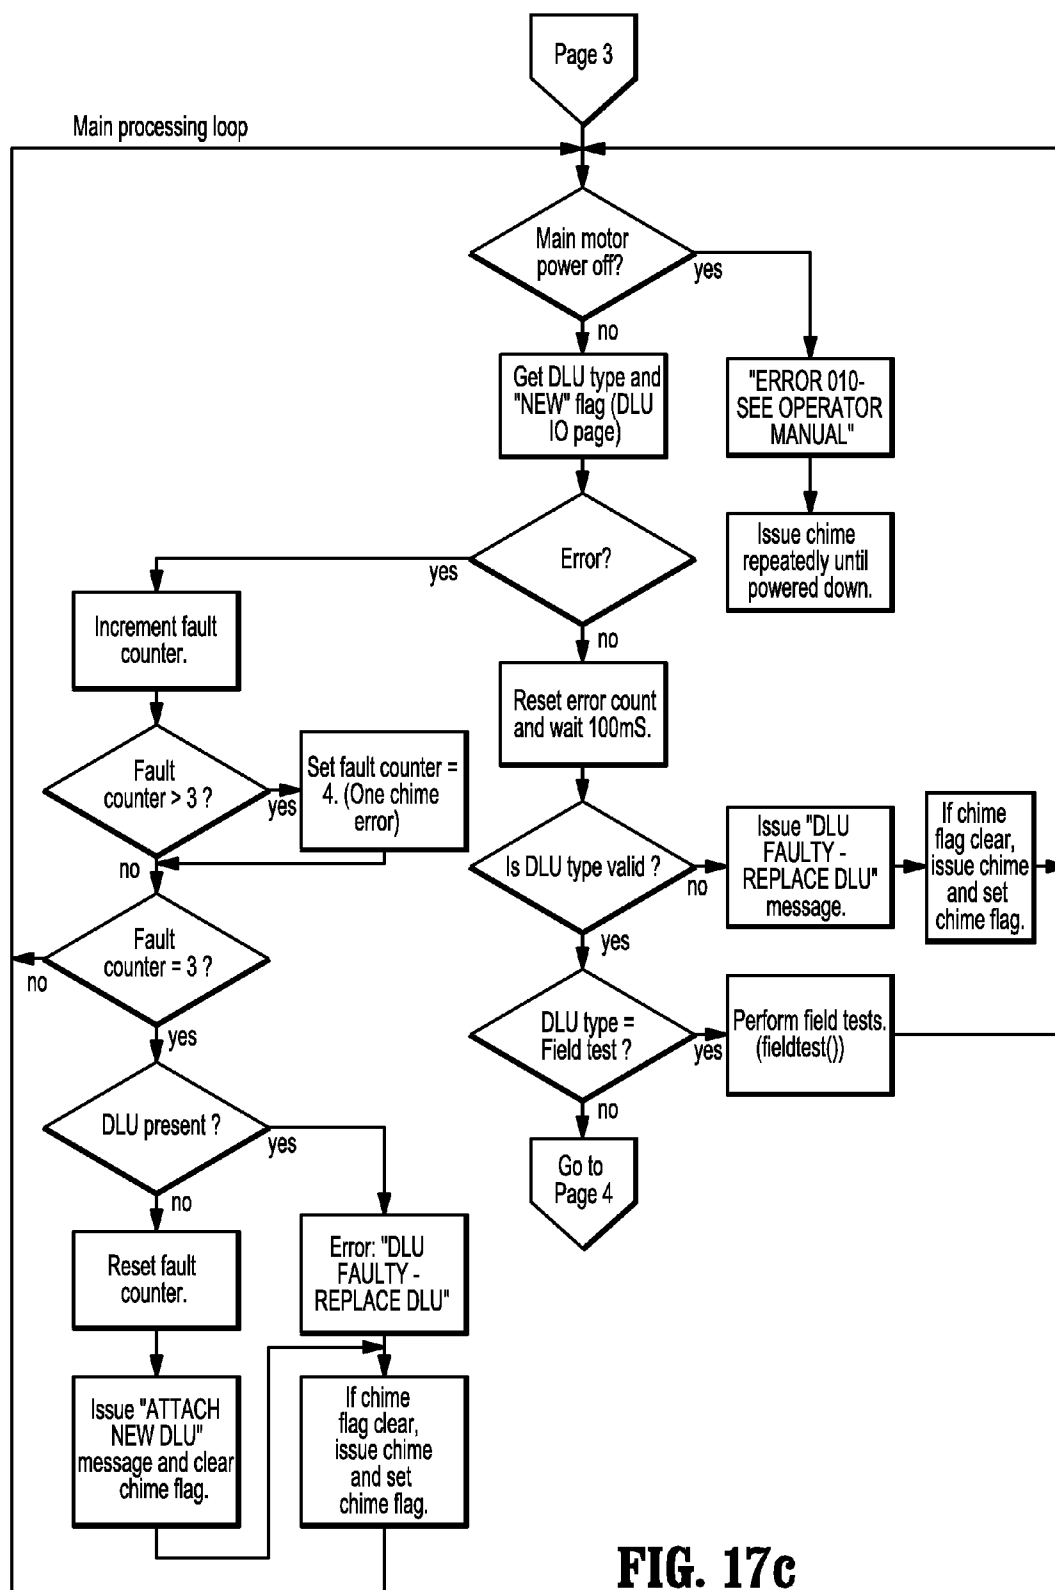 Page 3
Main processing loop
Main motor
power off?
yes
no
Get DLU type and
"NEW" flag (DLU
IO page)
"ERROR 010-
SEE OPERATOR
MANUAL"
Issue chime
repeatedly until
powered down.
Error?
yes
no
Increment fault
counter.
Reset error count
and wait 100mS.
Fault
counter > 3 ?
yes
no
Set fault counter =
4. (One chime
error)
Is DLU type valid ?
no
yes
Issue "DLU
FAULTY -
REPLACE DLU"
message.
If chime
flag clear,
issue chime
and set
chime flag.
Fault
counter = 3 ?
no
yes
DLU type =
Field test ?
yes
no
Perform field tests.
(fieldtest())
DLU present ?
yes
no
Go to
Page 4
Reset fault
counter.
Error: "DLU
FAULTY -
REPLACE DLU"
Issue "ATTACH
NEW DLU"
message and clear
chime flag.
If chime
flag clear,
issue chime
and set
chime flag.
FIG. 17c